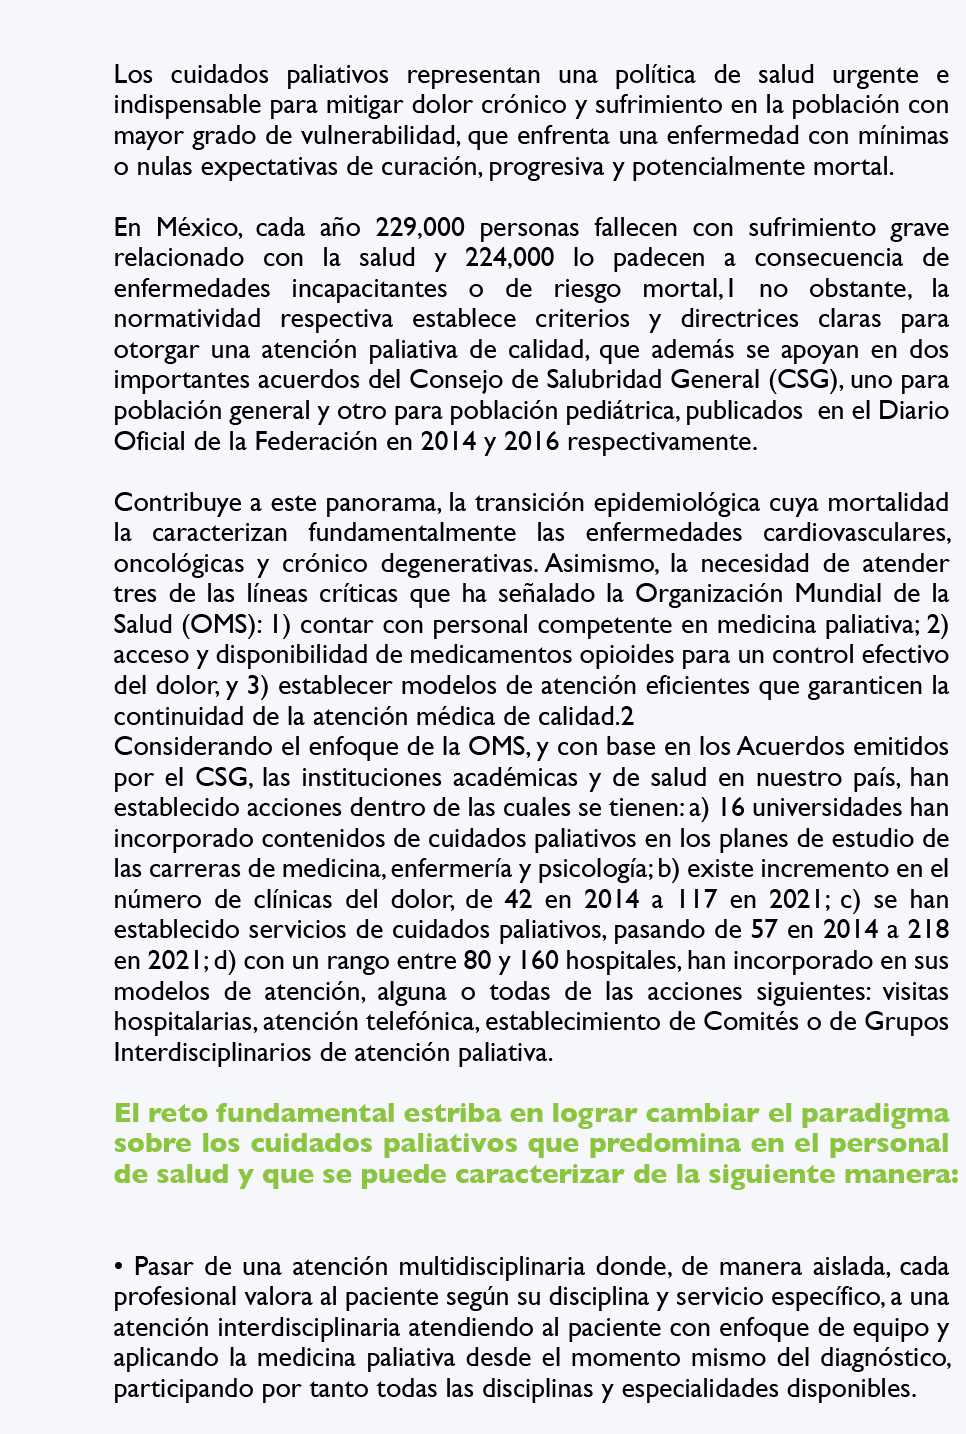 Los cuidados paliativos representan una política de salud urgente e
indispensable para mitigar dolor crónico y sufrimiento en la población con
mayor grado de vulnerabilidad, que enfrenta una enfermedad con mínimas
o nulas expectativas de curación, progresiva y potencialmente mortal.
En México, cada año 229,000 personas fallecen con sufrimiento grave
relacionado con la salud y 224,000 lo padecen a consecuencia de
enfermedades incapacitantes o de riesgo mortal,1 no obstante, la
normatividad respectiva establece criterios y directrices claras para
otorgar una atención paliativa de calidad, que además se apoyan en dos
importantes acuerdos del Consejo de Salubridad General (CSG), uno para
población general y otro para población pediátrica, publicados en el Diario
Oficial de la Federación en 2014 y 2016 respectivamente.
Contribuye a este panorama, la transición epidemiológica cuya mortalidad
la caracterizan fundamentalmente las enfermedades cardiovasculares,
oncológicas y crónico degenerativas. Asimismo, la necesidad de atender
tres de las líneas críticas que ha señalado la Organización Mundial de la
Salud (OMS): 1) contar con personal competente en medicina paliativa; 2)
acceso y disponibilidad de medicamentos opioides para un control efectivo
del dolor, y 3) establecer modelos de atención eficientes que garanticen la
continuidad de la atención médica de calidad.2
Considerando el enfoque de la OMS, y con base en los Acuerdos emitidos
por el CSG, las instituciones académicas y de salud en nuestro país, han
establecido acciones dentro de las cuales se tienen: a) 16 universidades han
incorporado contenidos de cuidados paliativos en los planes de estudio de
las carreras de medicina, enfermería y psicología; b) existe incremento en el
número de clínicas del dolor, de 42 en 2014 a 117 en 2021; c) se han
establecido servicios de cuidados paliativos, pasando de 57 en 2014 a 218
en 2021; d) con un rango entre 80 y 160 hospitales, han incorporado en sus
modelos de atención, alguna o todas de las acciones siguientes: visitas
hospitalarias, atención telefónica, establecimiento de Comités o de Grupos
Interdisciplinarios de atención paliativa.
El reto fundamental estriba en lograr cambiar el paradigma
sobre los cuidados paliativos que predomina en el personal
de salud y que se puede caracterizar de la siguiente manera:
• Pasar de una atención multidisciplinaria donde, de manera aislada, cada
profesional valora al paciente según su disciplina y servicio específico, a una
atención interdisciplinaria atendiendo al paciente con enfoque de equipo y
aplicando la medicina paliativa desde el momento mismo del diagnóstico,
participando por tanto todas las disciplinas y especialidades disponibles.